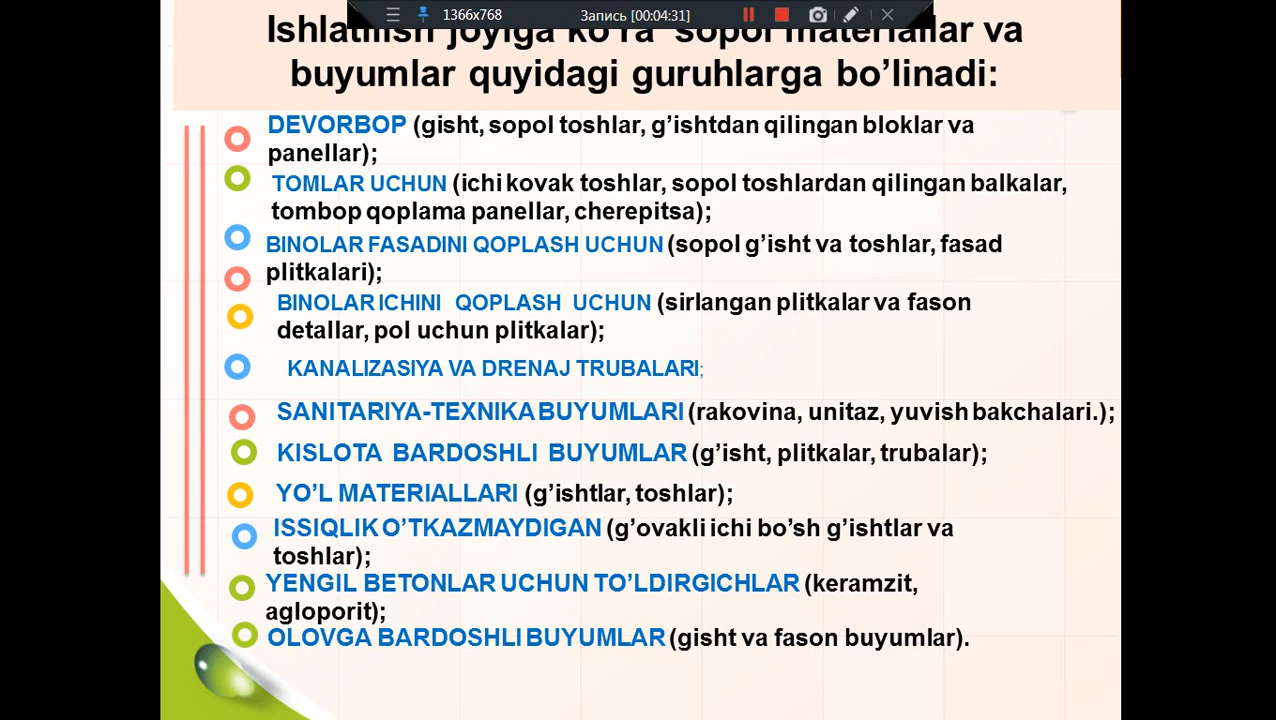 1366x768
Запись [00:04:31]
Ishlatilish joyiga ko’ra sopol materiallar va
buyumlar quyidagi guruhlarga bo’linadi:
DEVORBOP (gisht, sopol toshlar, g’ishtdan qilingan bloklar va
panellar);
TOMLAR UCHUN (ichi kovak toshlar, sopol toshlardan qilingan balkalar,
tombop qoplama panellar, cherepitsa);
BINOLAR FASADINI QOPLASH UCHUN (sopol g’isht va toshlar, fasad
plitkalari);
BINOLAR ICHINI QOPLASH UCHUN (sirlangan plitkalar va fason
detallar, pol uchun plitkalar);
KANALIZASIYA VA DRENAJ TRUBALARI;
SANITARIYA-TEXNIKA BUYUMLARI (rakovina, unitaz, yuvish bakchalari.);
KISLOTA BARDOSHLI BUYUMLAR (g’isht, plitkalar, trubalar);
YO’L MATERIALLARI (g’ishtlar, toshlar);
ISSIQLIK O’TKAZMAYDIGAN (g’ovakli ichi bo’sh g’ishtlar va
toshlar);
YENGIL BETONLAR UCHUN TO’LDIRGICHLAR (keramzit,
agloporit);
OLOVGA BARDOSHLI BUYUMLAR (gisht va fason buyumlar).